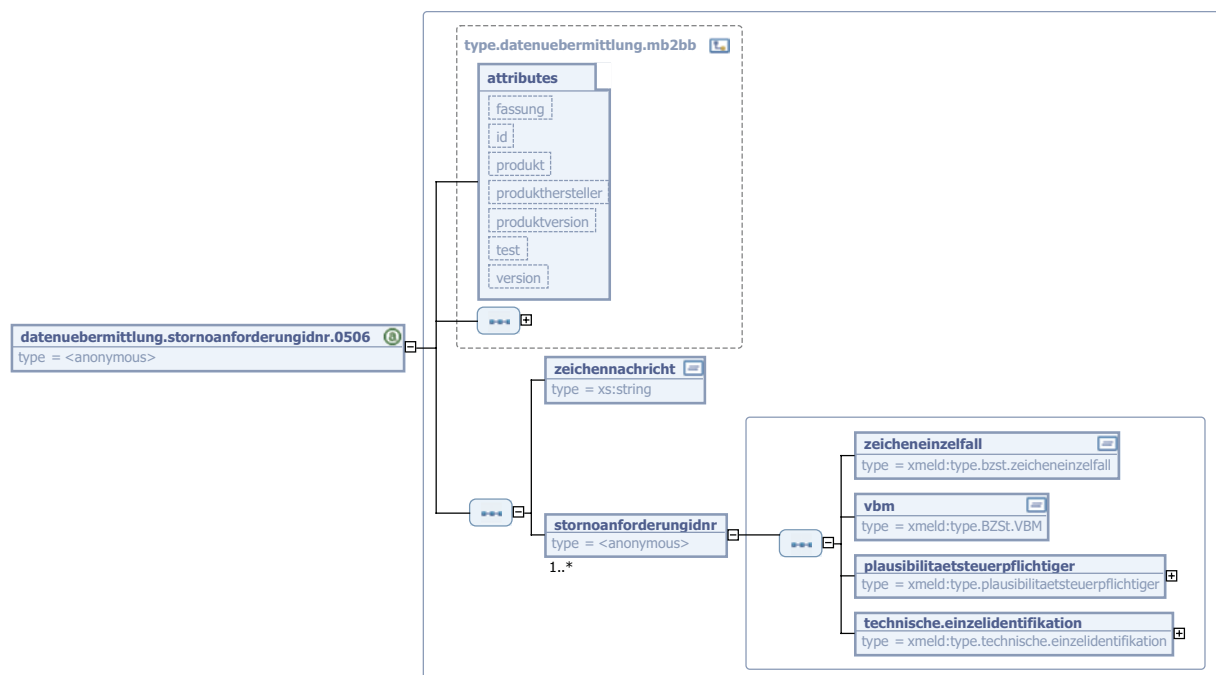 type.datenuebermittlung.mb2bb
attributes
fassung
id
produkt
produkthersteller
produktversion
test
version
datenuebermittlung.stornoanforderungidnr.0506
type = <anonymous>
zeichennachricht
type = xs:string
stornoanforderungidnr
type = <anonymous>
1..*
zeicheneinzelfall
type = xmeld:type.bzst.zeicheneinzelfall
vbm
type = xmeld:type.BZSt.VBM
plausibilitaetsteuerpflichtiger
type = xmeld:type.plausibilitaetsteuerpflichtiger
technische.einzelidentifikation
type = xmeld:type.technische.einzelidentifikation